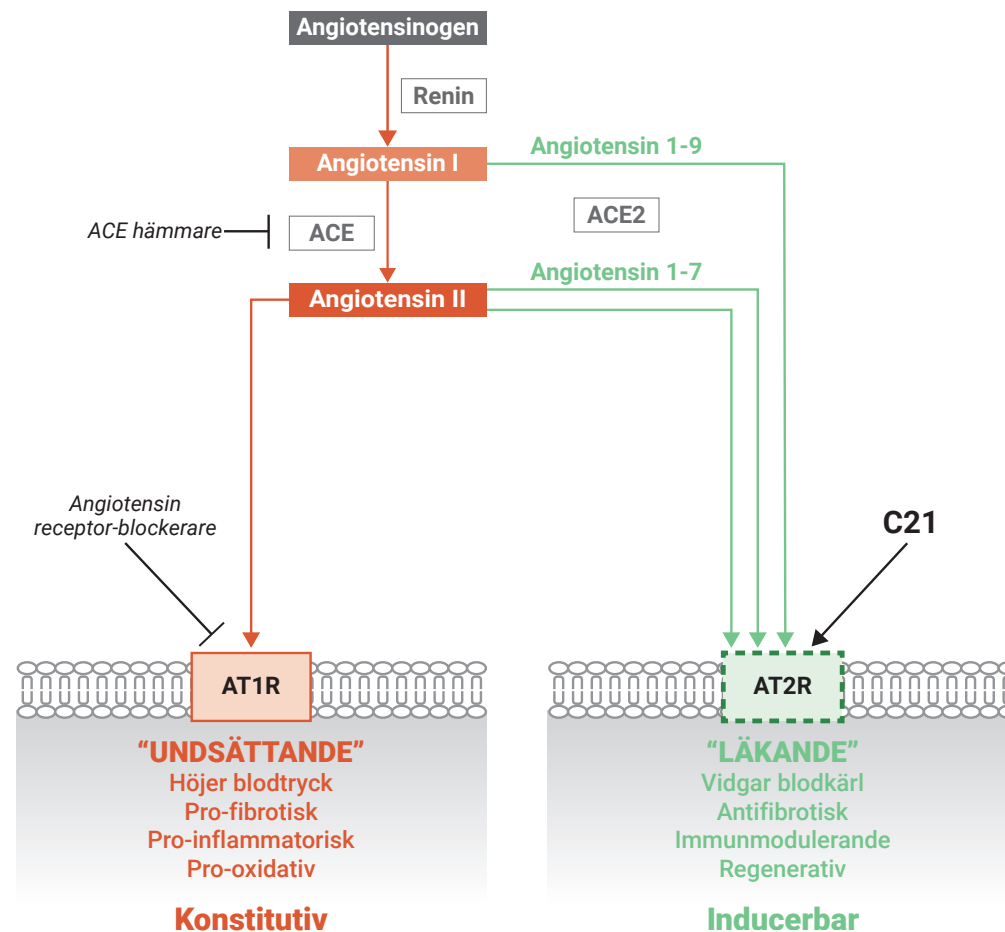 Angiotensinogen
Renin
Angiotensin I
Angiotensin 1-9
ACE hämmare
ACE
ACE2
Angiotensin II
Angiotensin 1-7
Angiotensin
receptor-blockerare
C21
AT1R
AT2R
“UNDSÄTTANDE”
Höjer blodtryck
Pro-fibrotisk
Pro-inflammatorisk
Pro-oxidativ
Konstitutiv
“LÄKANDE”
Vidgar blodkärl
Antifibrotisk
Immunmodulerande
Regenerativ
Inducerbar